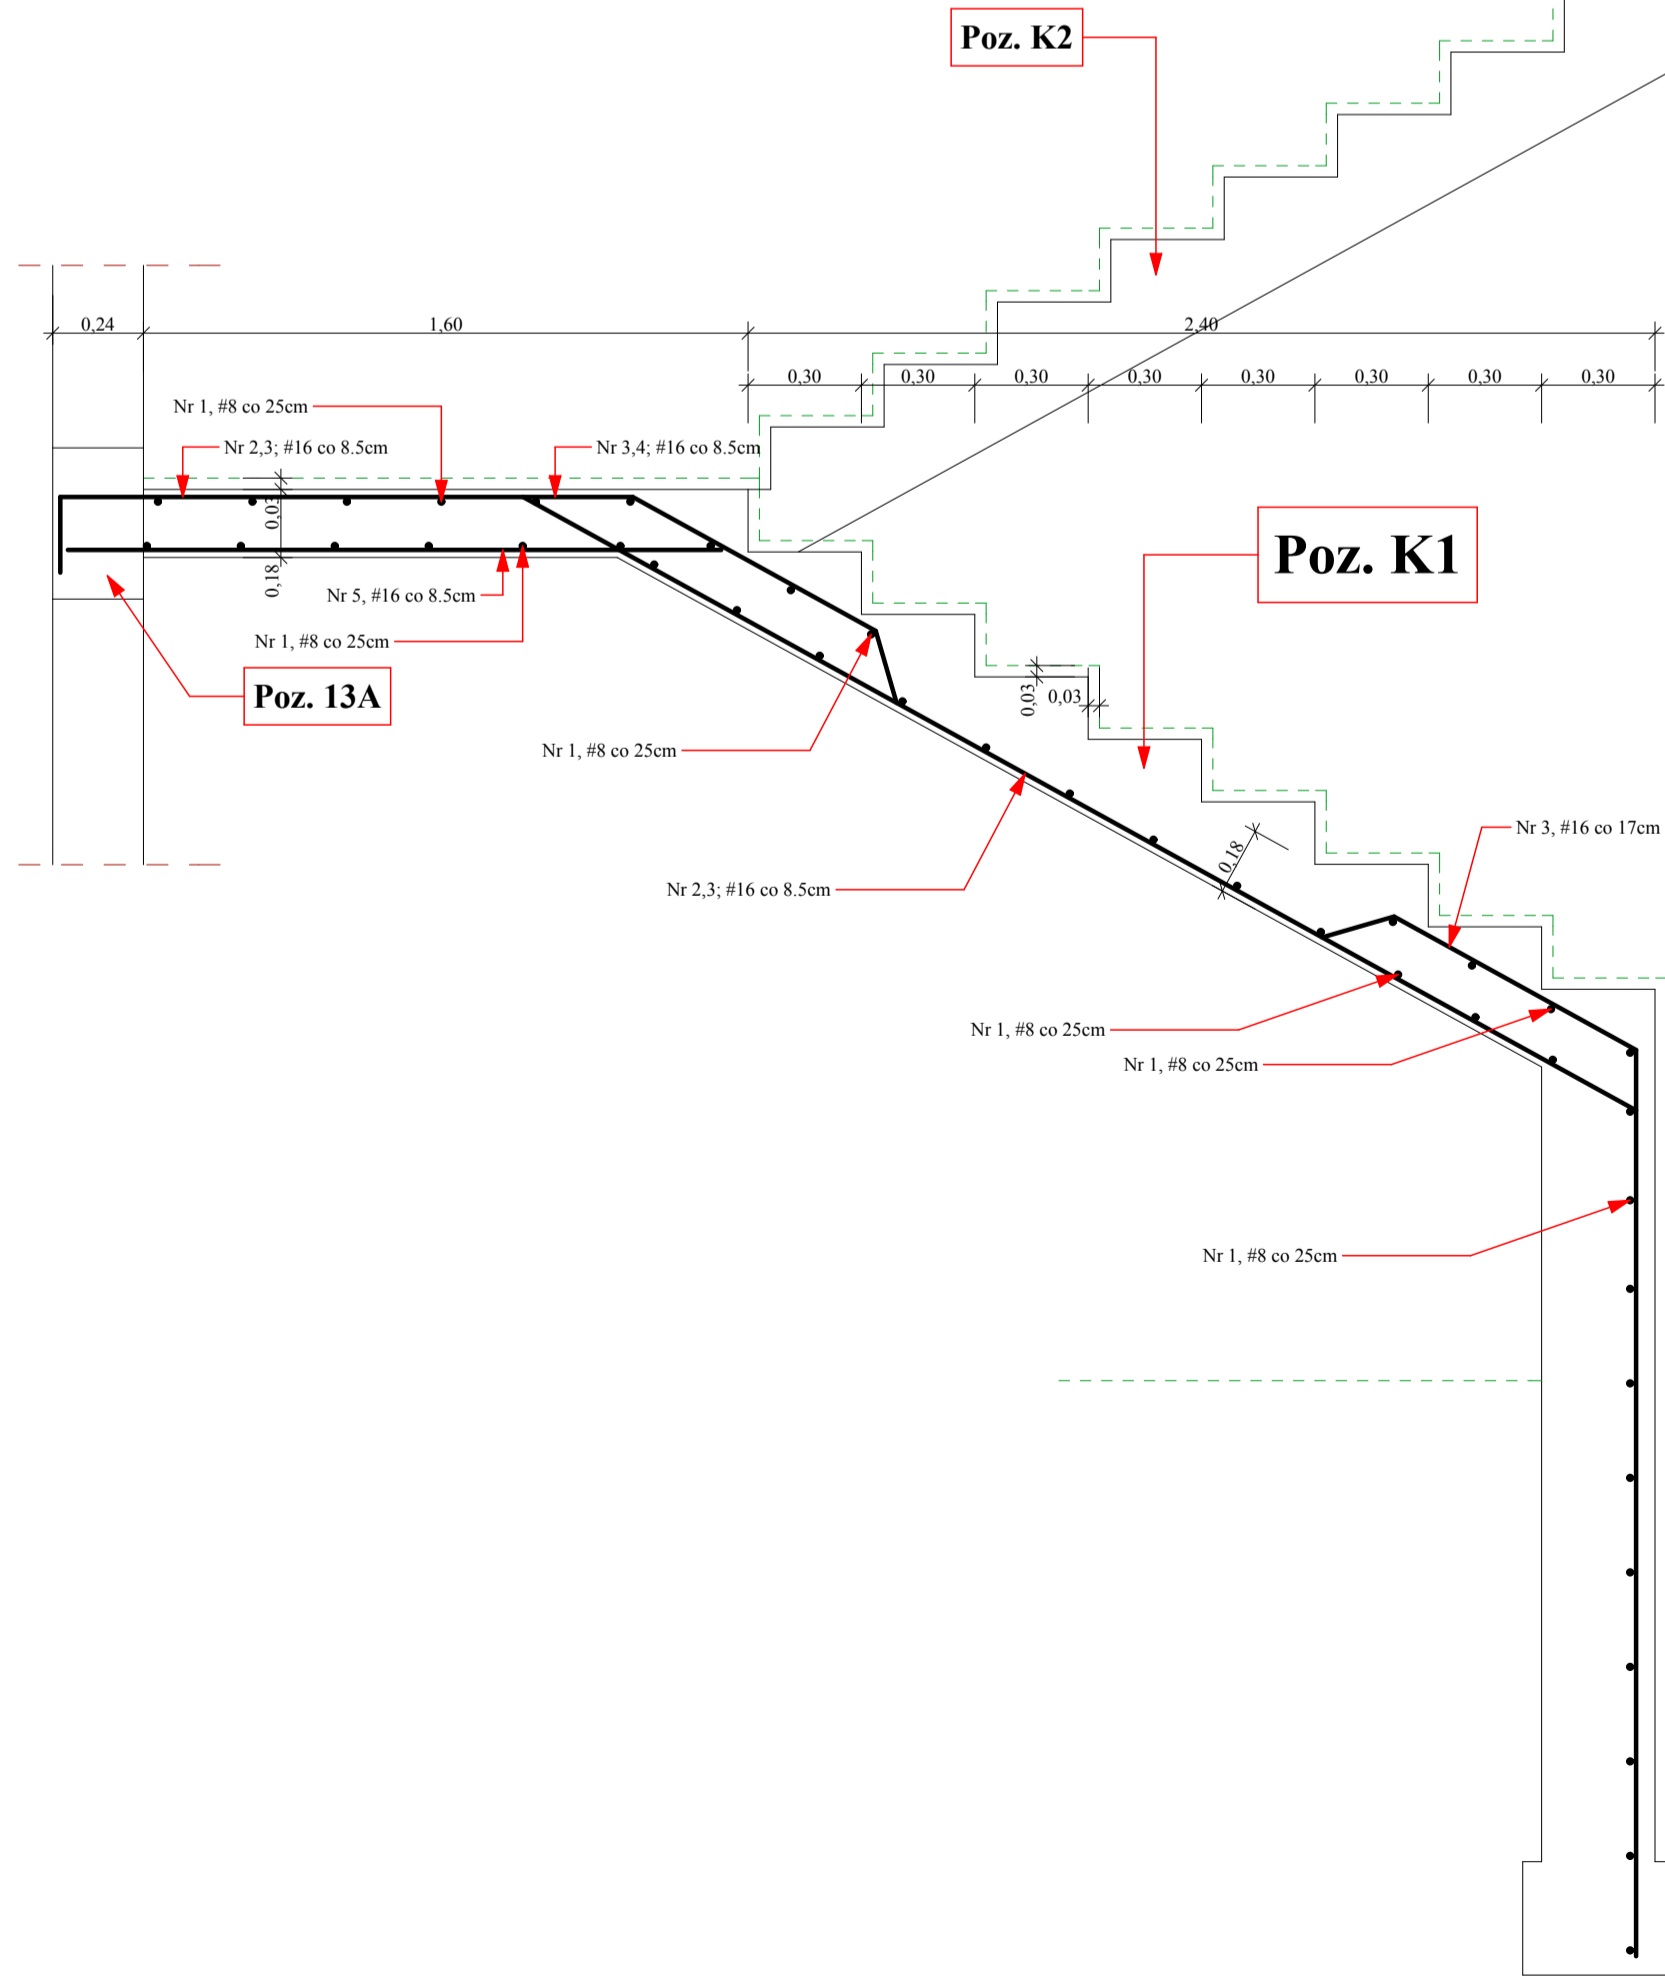 Poz. K2
0,24
1,60
2,40
0,30
0,30
0,30
0,30
0,30
0,30
0,30
0,30
Nr 1, #8 co 25cm
Nr 2,3; #16 co 8.5cm
Nr 3,4; #16 co 8.5cm
0,03
0,18
Poz. K1
Nr 5, #16 co 8.5cm
Nr 1, #8 co 25cm
Poz. 13A
0,03
0,03
Nr 1, #8 co 25cm
Nr 3, #16 co 17cm
0,18
Nr 2,3; #16 co 8.5cm
Nr 1, #8 co 25cm
Nr 1, #8 co 25cm
Nr 1, #8 co 25cm